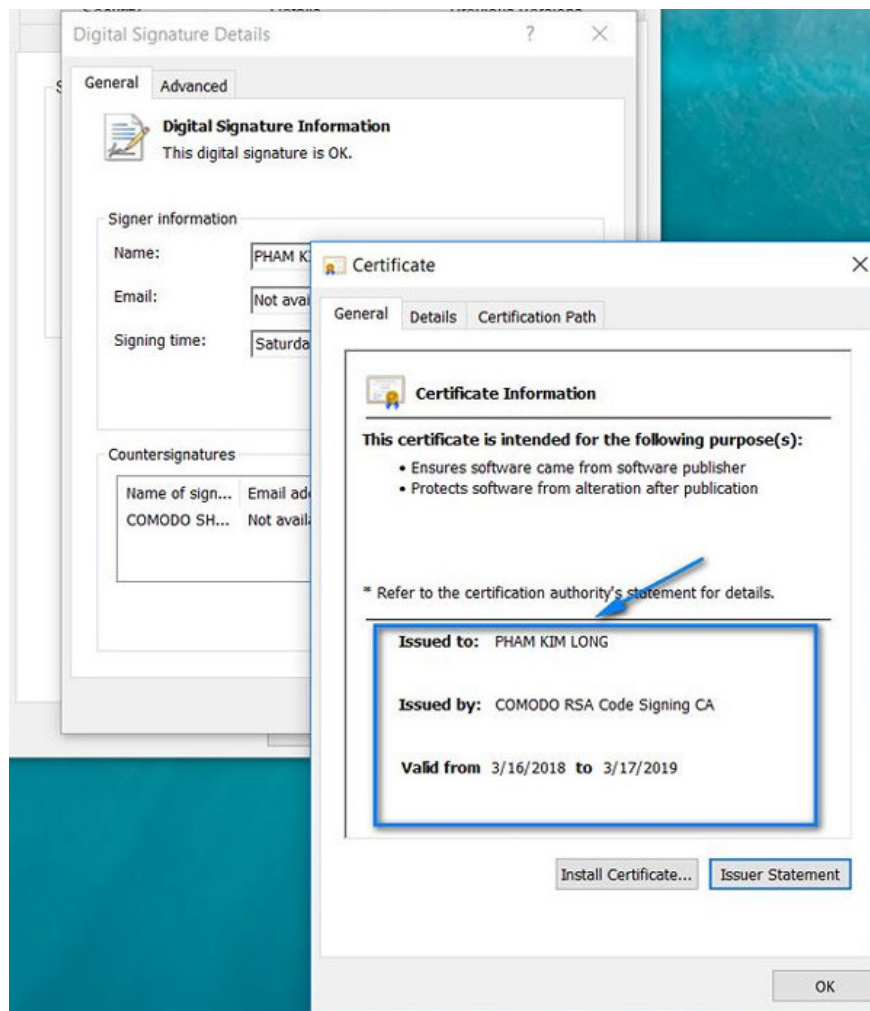 Digital Signature Details
General Advanced
Digital Signature Information
This digital signature is OK.
Signer information
Name: PHAM
Email: Not
Signing time:
Countersignatures
Name of sign... Email
COMODO SH... Not
Certificate
General Details Certification Path
Certificate Information
This certificate is intended for the following purpose(s):
• Ensures software came from software publisher
• Protects software from alteration after publication
* Refer to the certification authority's statement for details.
Issued to: PHAM KIM LONG
Issued by: COMODO RSA Code Signing CA
Valid from 3/16/2018 to 3/17/2019
Install Certificate... Issuer Statement
OK